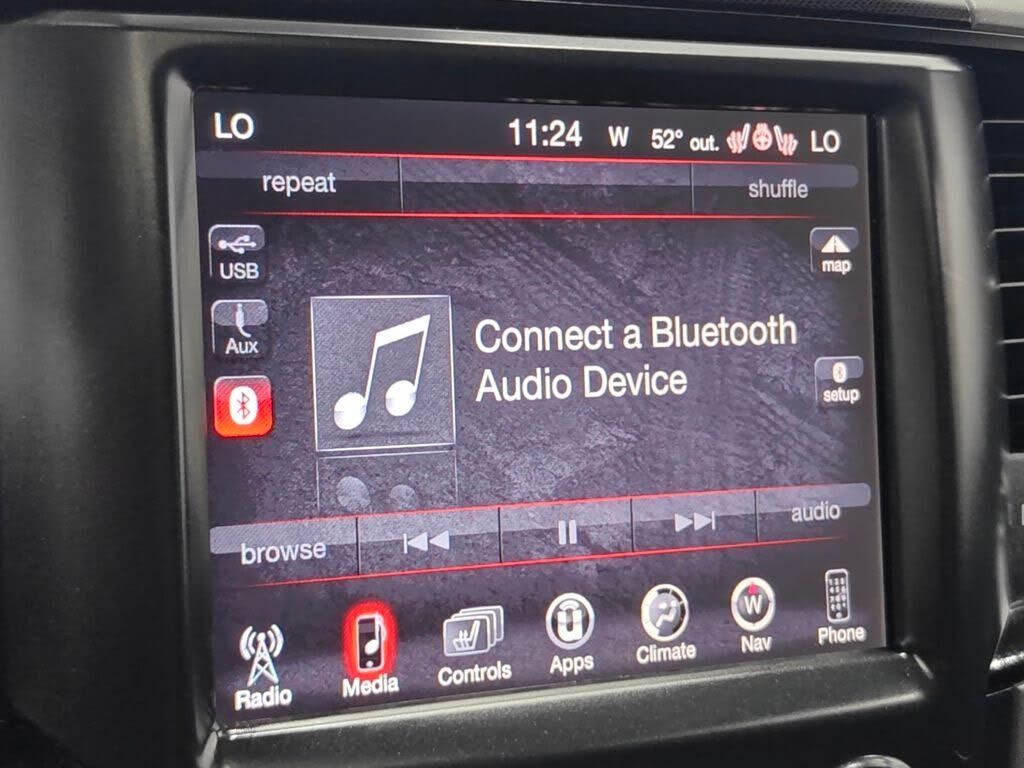 LO 11:24 W 52° out. LO
repeat shuffle
USB
map
Aux
Connect a Bluetooth
Audio Device
setup
browse audio
Radio Media Controls Apps Climate Nav Phone
W